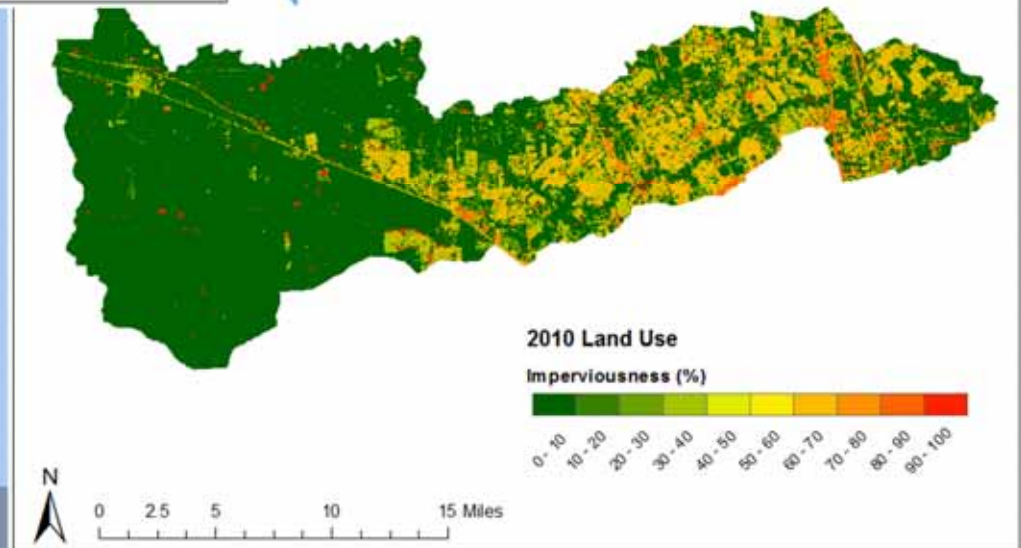 2010 Land Use
Imperviousness (%)
0 - 10 10 - 20 20 - 30 30 - 40 40 - 50 50 - 60 60 - 70 70 - 80 80 - 90 90 - 100
N
0 2.5 5 10 15 Miles